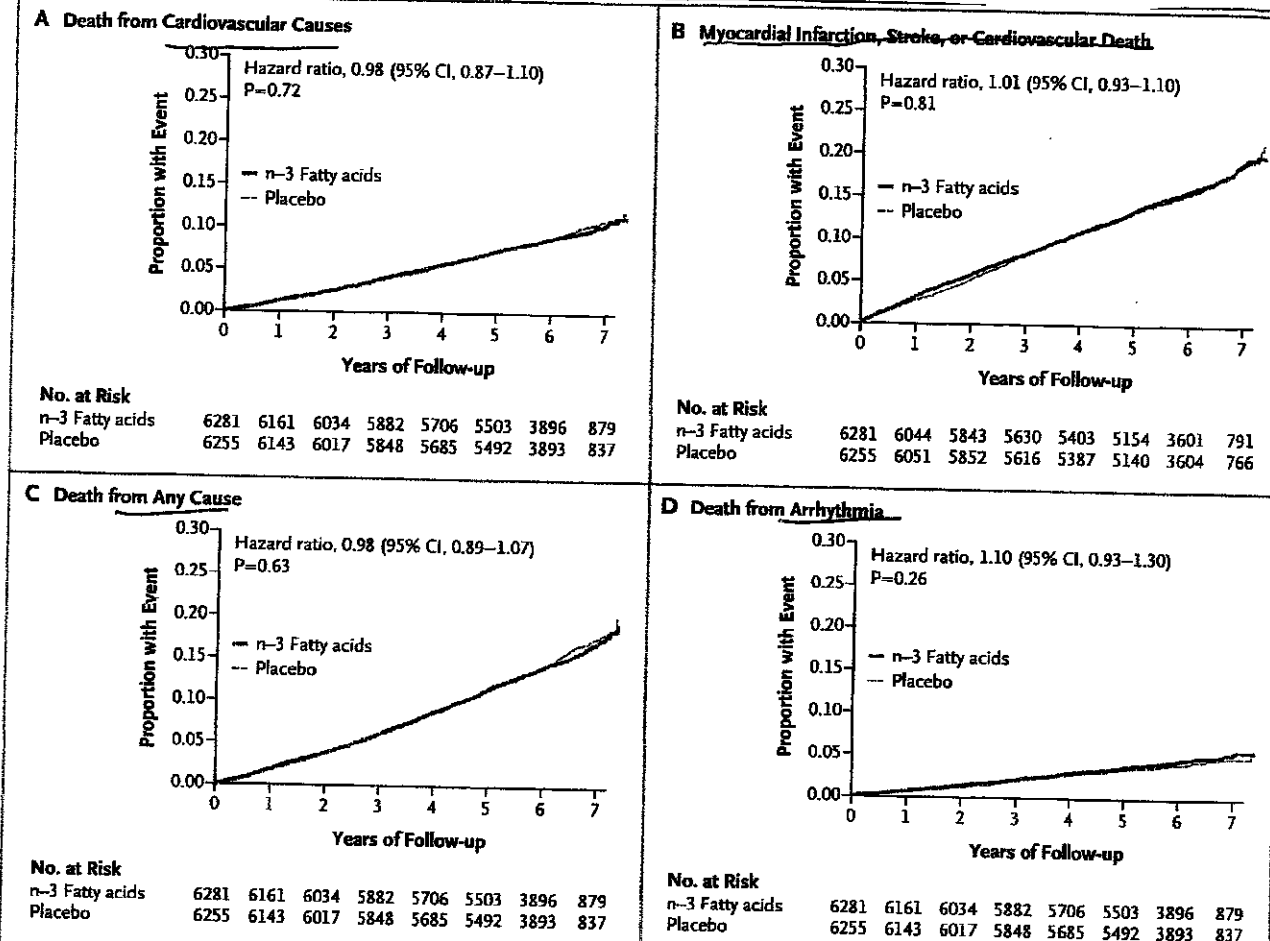 A Death from Cardiovascular Causes
0.30
0.25
0.20
0.15
0.10
0.05
0.00
Proportion with Event
Hazard ratio, 0.98 (95% CI, 0.87–1.10)
P=0.72
n–3 Fatty acids
Placebo
0 1 2 3 4 5 6 7
Years of Follow-up
No. at Risk
n–3 Fatty acids 6281 6161 6034 5882 5706 5503 3896 879
Placebo 6255 6143 6017 5848 5685 5492 3893 837
B Myocardial Infarction, Stroke, or Cardiovascular Death
0.30
0.25
0.20
0.15
0.10
0.05
0.00
Proportion with Event
Hazard ratio, 1.01 (95% CI, 0.93–1.10)
P=0.81
n–3 Fatty acids
Placebo
0 1 2 3 4 5 6 7
Years of Follow-up
No. at Risk
n–3 Fatty acids 6281 6044 5843 5630 5403 5154 3601 791
Placebo 6255 6051 5852 5616 5387 5140 3604 766
C Death from Any Cause
0.30
0.25
0.20
0.15
0.10
0.05
0.00
Proportion with Event
Hazard ratio, 0.98 (95% CI, 0.89–1.07)
P=0.63
n–3 Fatty acids
Placebo
0 1 2 3 4 5 6 7
Years of Follow-up
No. at Risk
n–3 Fatty acids 6281 6161 6034 5882 5706 5503 3896 879
Placebo 6255 6143 6017 5848 5685 5492 3893 837
D Death from Arrhythmia
0.30
0.25
0.20
0.15
0.10
0.05
0.00
Proportion with Event
Hazard ratio, 1.10 (95% CI, 0.93–1.30)
P=0.26
n–3 Fatty acids
Placebo
0 1 2 3 4 5 6 7
Years of Follow-up
No. at Risk
n–3 Fatty acids 6281 6161 6034 5882 5706 5503 3896 879
Placebo 6255 6143 6017 5848 5685 5492 3893 837